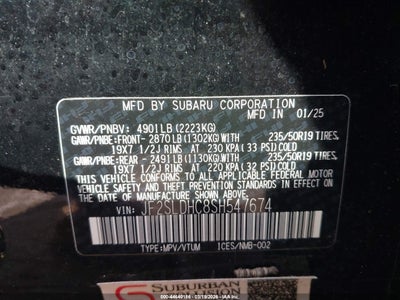 MFD BY SUBARU CORPORATION
MFD IN 01/25
GVWR/PNBV: 4901LB(2223KG)
GAWR/PNBE:FRONT- 2870LB(1302KG)WITH 235/50R19 TIRES,
19X7 1/2J RIMS AT 230 KPA (33 PSI)COLD
GAWR/PNBE:REAR - 2491LB(1130KG)WITH 235/50R19 TIRES,
19X7 1/2J RIMS AT 220 KPA (32 PSI)COLD
THIS VEHICLE CONFORMS TO ALL APPLICABLE FEDERAL MOTOR
VEHICLE SAFETY, BUMPER, AND THEFT PREVENTION STANDARDS
IN EFFECT ON THE DATE OF MANUFACTURE SHOWN ABOVE.
VIN: JF2SLDHC8SH547674
TYPE:MPV/VTUM ICES/NMB-002
SUBURBAN